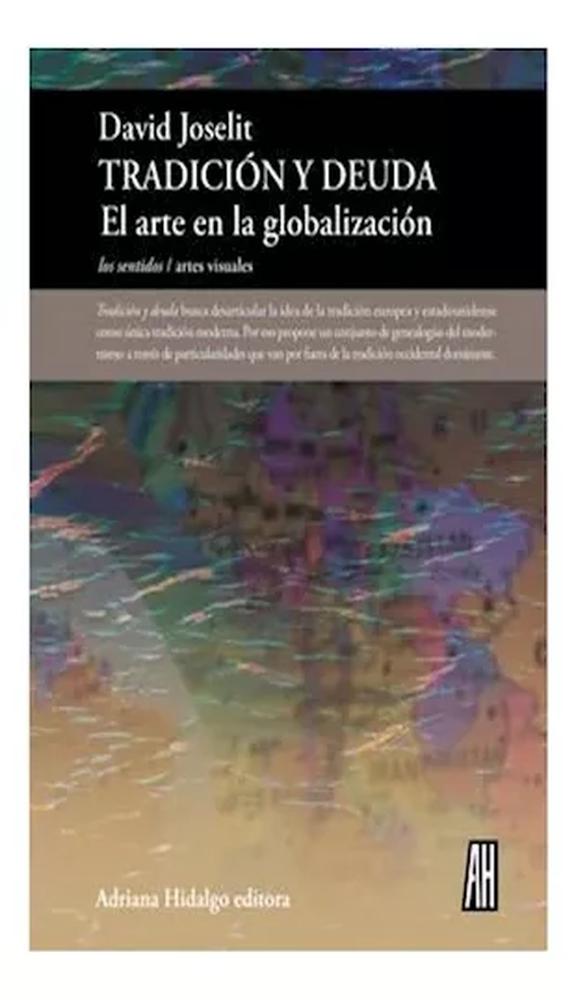 David Joselit
TRADICIÓN Y DEUDA
El arte en la globalización
los sentidos / artes visuales
Tradición y deuda busca desarticular la idea de la tradición europea y estadounidense
como única tradición moderna. Por eso propone un conjunto de genealogías del moder-
nismo a través de particularidades que van por fuera de la tradición occidental dominante.
Adriana Hidalgo editora
AH